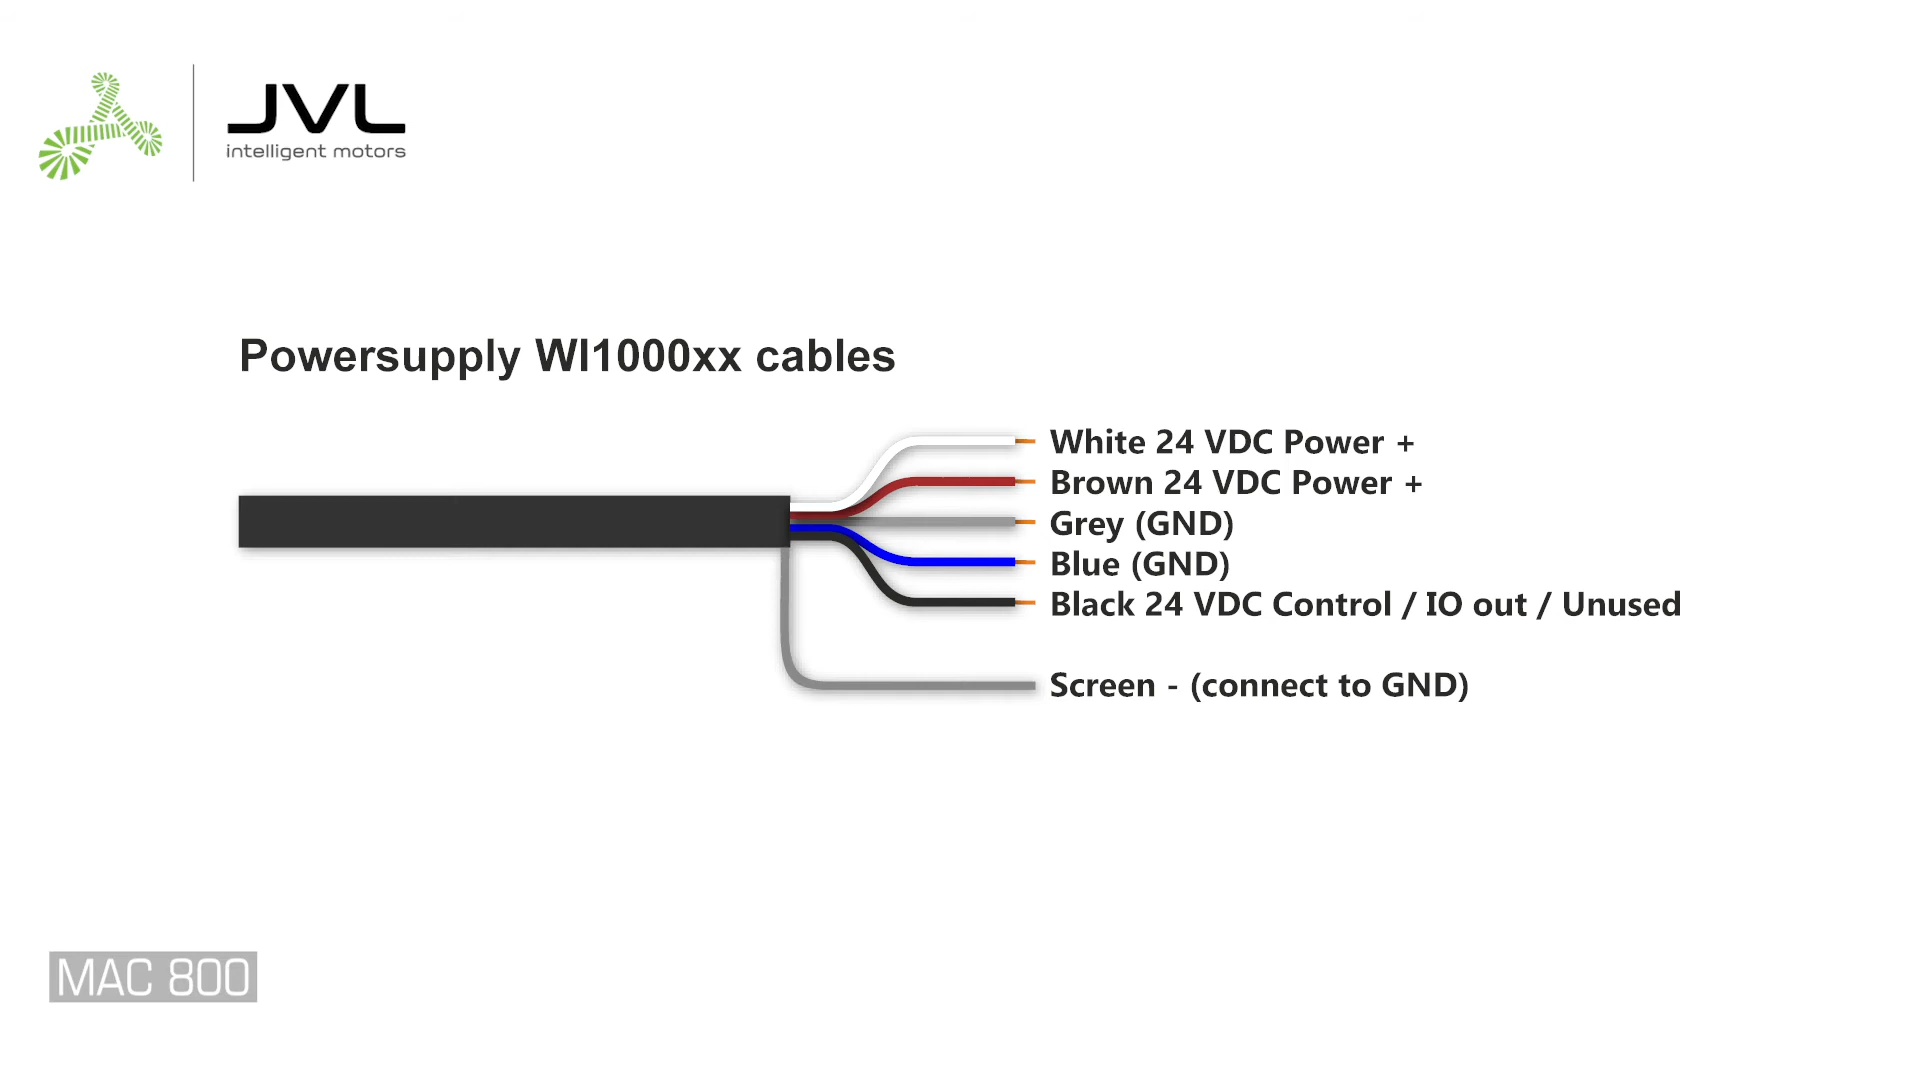 JVL
intelligent motors
Powersupply WI1000xx cables
White 24 VDC Power +
Brown 24 VDC Power +
Grey (GND)
Blue (GND)
Black 24 VDC Control / IO out / Unused
Screen - (connect to GND)
MAC 800